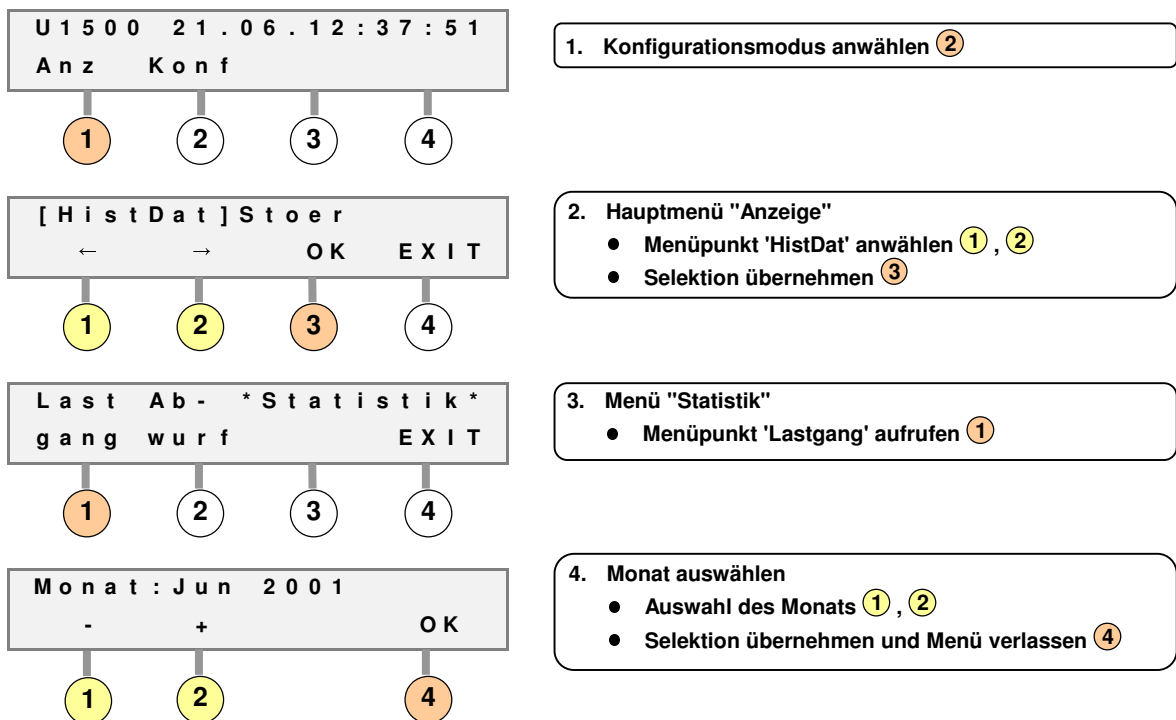 U1500 21.06.12:37:51
Anz Konf
1 2 3 4
1. Konfigurationsmodus anwählen 2
[HistDat]Stoer
← → OK EXIT
1 2 3 4
2. Hauptmenü "Anzeige"
● Menüpunkt 'HistDat' anwählen 1 , 2
● Selektion übernehmen 3
Last Ab- *Statistik*
gang wurf EXIT
1 2 3 4
3. Menü "Statistik"
● Menüpunkt 'Lastgang' aufrufen 1
Monat:Jun 2001
- + OK
1 2 4
4. Monat auswählen
● Auswahl des Monats 1 , 2
● Selektion übernehmen und Menü verlassen 4